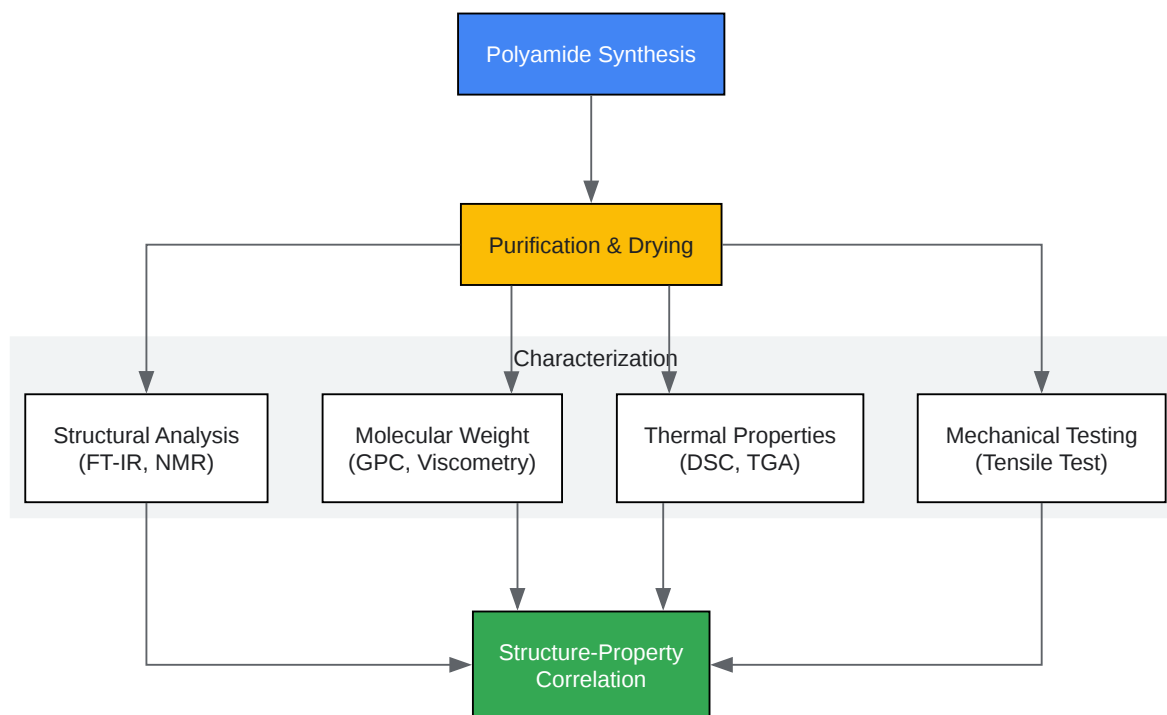 Polyamide Synthesis
Purification & Drying
Characterization
Structural Analysis
(FT-IR, NMR)
Molecular Weight
(GPC, Viscometry)
Thermal Properties
(DSC, TGA)
Mechanical Testing
(Tensile Test)
Structure-Property
Correlation